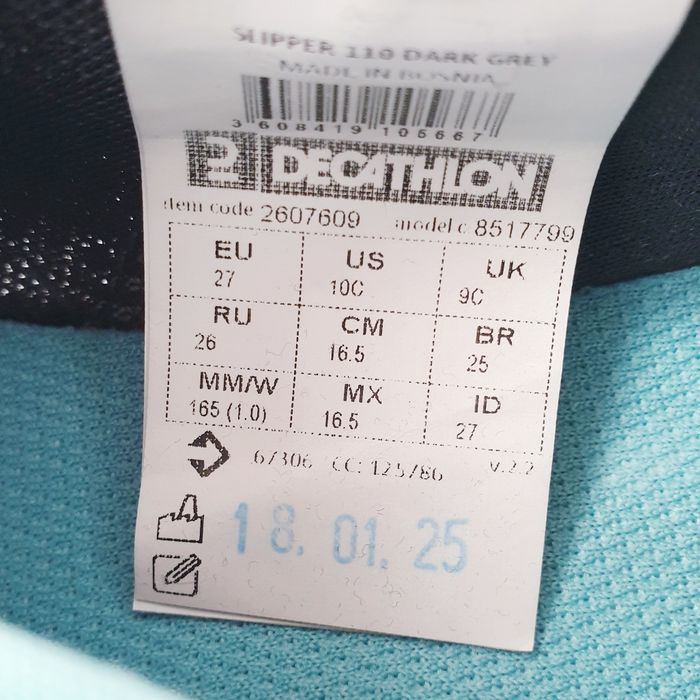 SLIPPER 110 DARK GREY
MADE IN BOSNIA
3 608419 105667
DECATHLON
item code 2607609 model c 8517799
EU US UK
27 10C 9C
RU CM BR
26 16.5 25
MM/W MX ID
165 (1.0) 16.5 27
67306 CC: 125786 V.2.2
18. 01. 25